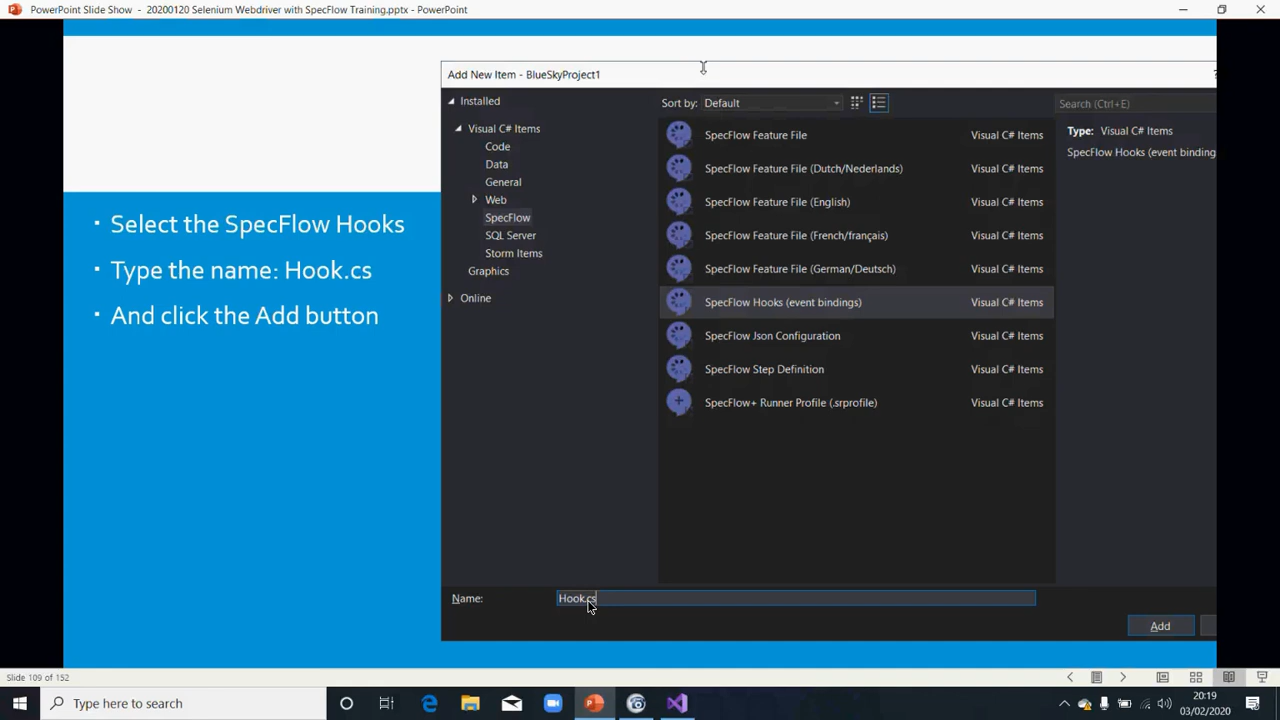 PowerPoint Slide Show - 20200120 Selenium Webdriver with SpecFlow Training.pptx - PowerPoint
▪ Select the SpecFlow Hooks
▪ Type the name: Hook.cs
▪ And click the Add button
Add New Item - BlueSkyProject1
Installed
Visual C# Items
Code
Data
General
Web
SpecFlow
SQL Server
Storm Items
Graphics
Online
Sort by: Default
SpecFlow Feature File Visual C# Items
SpecFlow Feature File (Dutch/Nederlands) Visual C# Items
SpecFlow Feature File (English) Visual C# Items
SpecFlow Feature File (French/français) Visual C# Items
SpecFlow Feature File (German/Deutsch) Visual C# Items
SpecFlow Hooks (event bindings) Visual C# Items
SpecFlow Json Configuration Visual C# Items
SpecFlow Step Definition Visual C# Items
SpecFlow+ Runner Profile (.srprofile) Visual C# Items
Search (Ctrl+E)
Type: Visual C# Items
SpecFlow Hooks (event binding
Name: Hook.cs
Add
Slide 109 of 152
Type here to search
20:19
03/02/2020